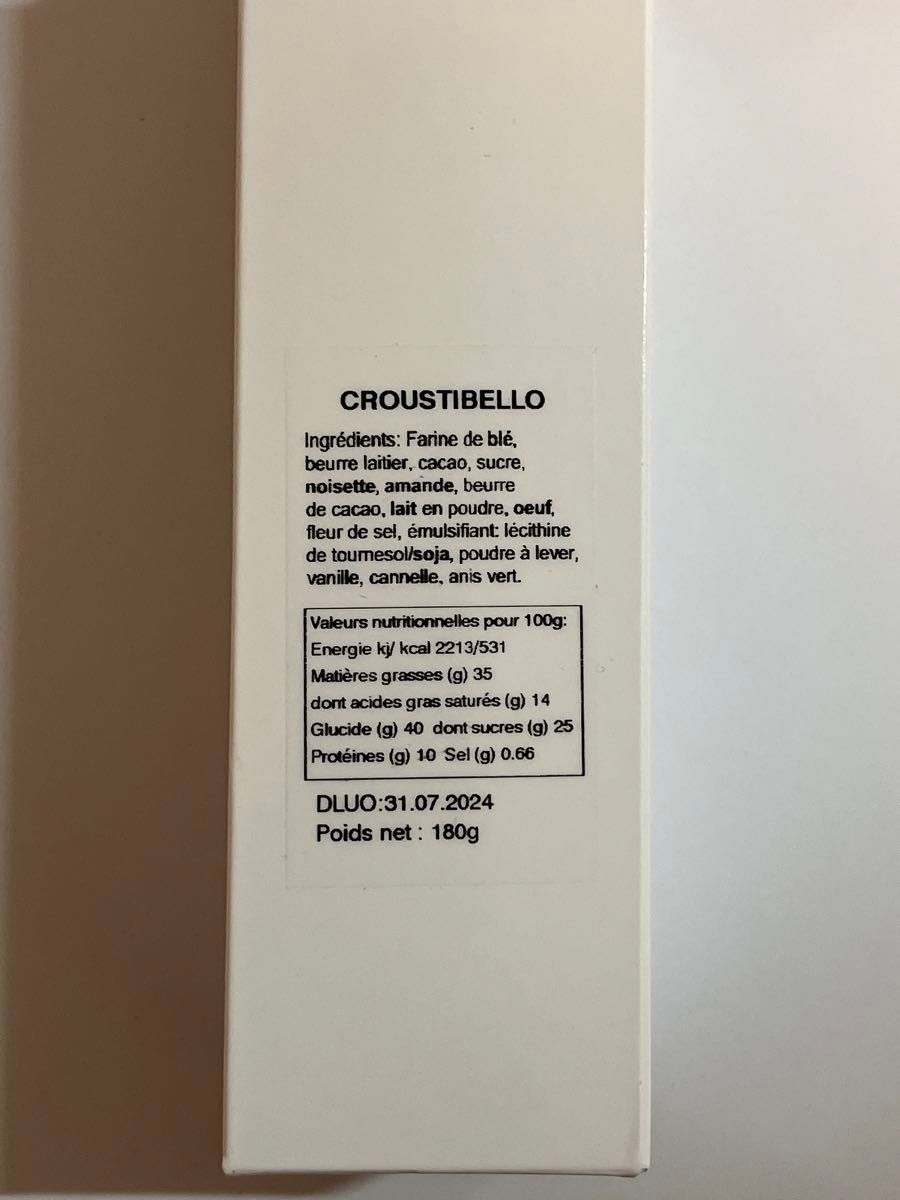 CROUSTIBELLO
Ingrédients: Farine de blé,
beurre laitier, cacao, sucre,
noisette, amande, beurre
de cacao, lait en poudre, oeuf,
fleur de sel, émulsifiant: lécithine
de tournesol/soja, poudre à lever,
vanille, cannelle, anis vert.
Valeurs nutritionnelles pour 100g:
Energie kj/ kcal 2213/531
Matières grasses (g) 35
dont acides gras saturés (g) 14
Glucide (g) 40 dont sucres (g) 25
Protéines (g) 10 Sel (g) 0.66
DLUO:31.07.2024
Poids net : 180g